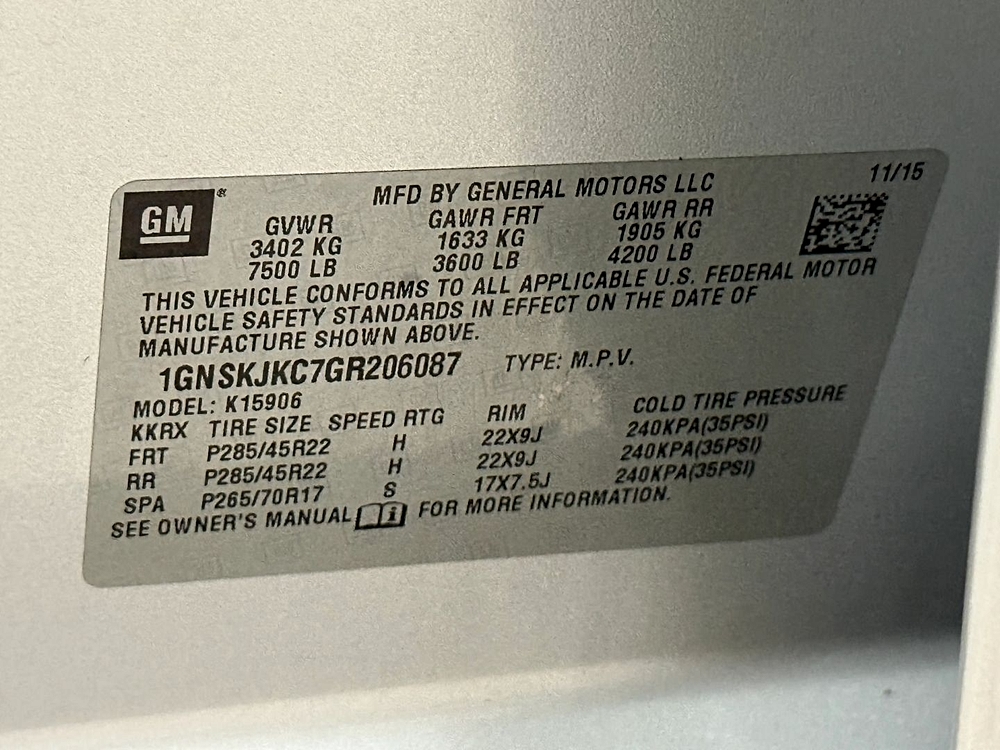 11/15
GM®
MFD BY GENERAL MOTORS LLC
GVWR GAWR FRT GAWR RR
3402 KG 1633 KG 1905 KG
7500 LB 3600 LB 4200 LB
THIS VEHICLE CONFORMS TO ALL APPLICABLE U.S. FEDERAL MOTOR
VEHICLE SAFETY STANDARDS IN EFFECT ON THE DATE OF
MANUFACTURE SHOWN ABOVE.
1GNSKJKC7GR206087 TYPE: M.P.V.
MODEL: K15906
KKRX TIRE SIZE SPEED RTG RIM COLD TIRE PRESSURE
FRT P285/45R22 H 22X9J 240KPA(35PSI)
RR P285/45R22 H 22X9J 240KPA(35PSI)
SPA P265/70R17 S 17X7.5J 240KPA(35PSI)
SEE OWNER'S MANUAL i FOR MORE INFORMATION.